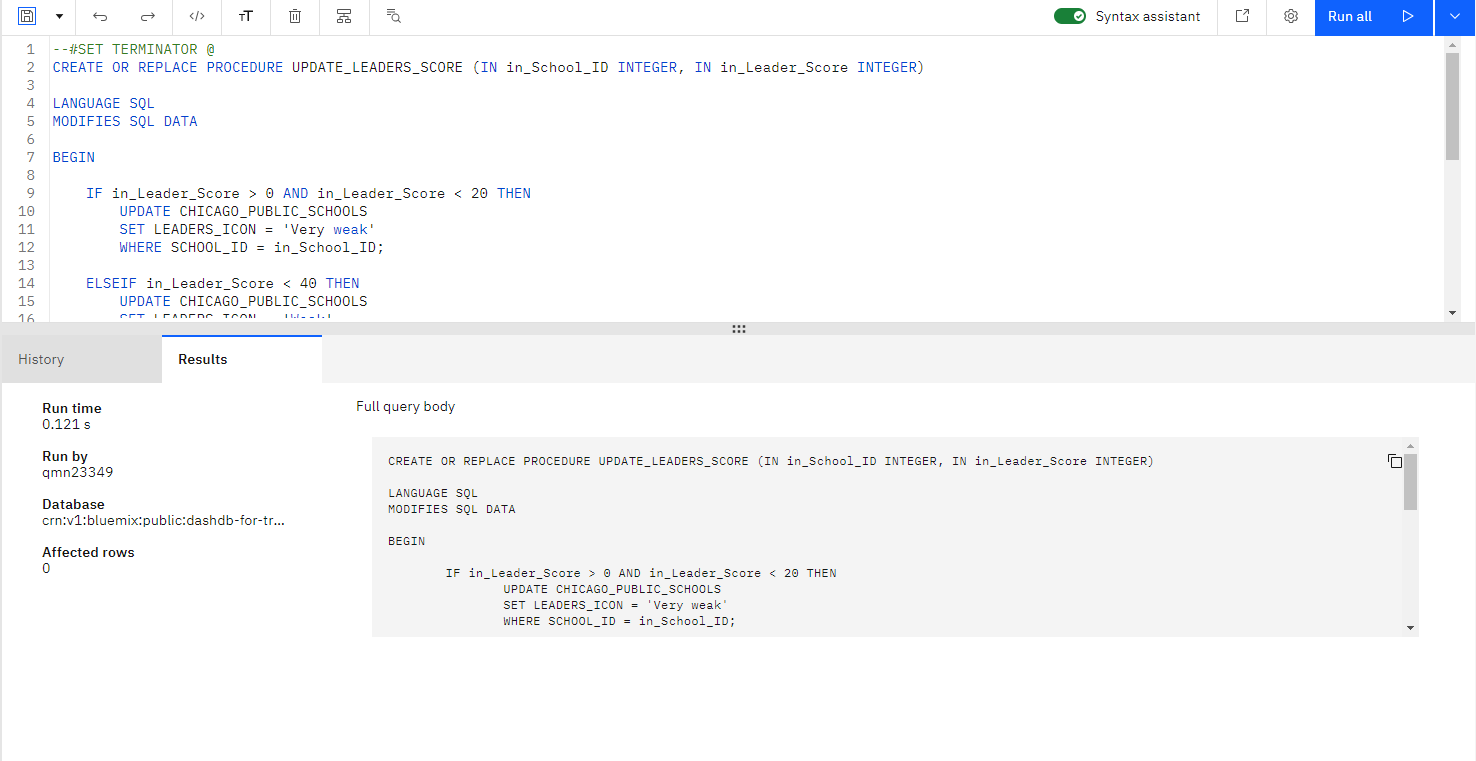 </> TT Syntax assistant Run all
1 --#SET TERMINATOR @
2 CREATE OR REPLACE PROCEDURE UPDATE_LEADERS_SCORE (IN in_School_ID INTEGER, IN in_Leader_Score INTEGER)
3
4 LANGUAGE SQL
5 MODIFIES SQL DATA
6
7 BEGIN
8
9 IF in_Leader_Score > 0 AND in_Leader_Score < 20 THEN
10 UPDATE CHICAGO_PUBLIC_SCHOOLS
11 SET LEADERS_ICON = 'Very weak'
12 WHERE SCHOOL_ID = in_School_ID;
13
14 ELSEIF in_Leader_Score < 40 THEN
15 UPDATE CHICAGO_PUBLIC_SCHOOLS
16 SET LEADERS_ICON = 'Weak'
History Results
Run time
0.121 s
Run by
qmn23349
Database
crn:v1:bluemix:public:dashdb-for-tr...
Affected rows
0
Full query body
CREATE OR REPLACE PROCEDURE UPDATE_LEADERS_SCORE (IN in_School_ID INTEGER, IN in_Leader_Score INTEGER)
LANGUAGE SQL
MODIFIES SQL DATA
BEGIN
IF in_Leader_Score > 0 AND in_Leader_Score < 20 THEN
UPDATE CHICAGO_PUBLIC_SCHOOLS
SET LEADERS_ICON = 'Very weak'
WHERE SCHOOL_ID = in_School_ID;